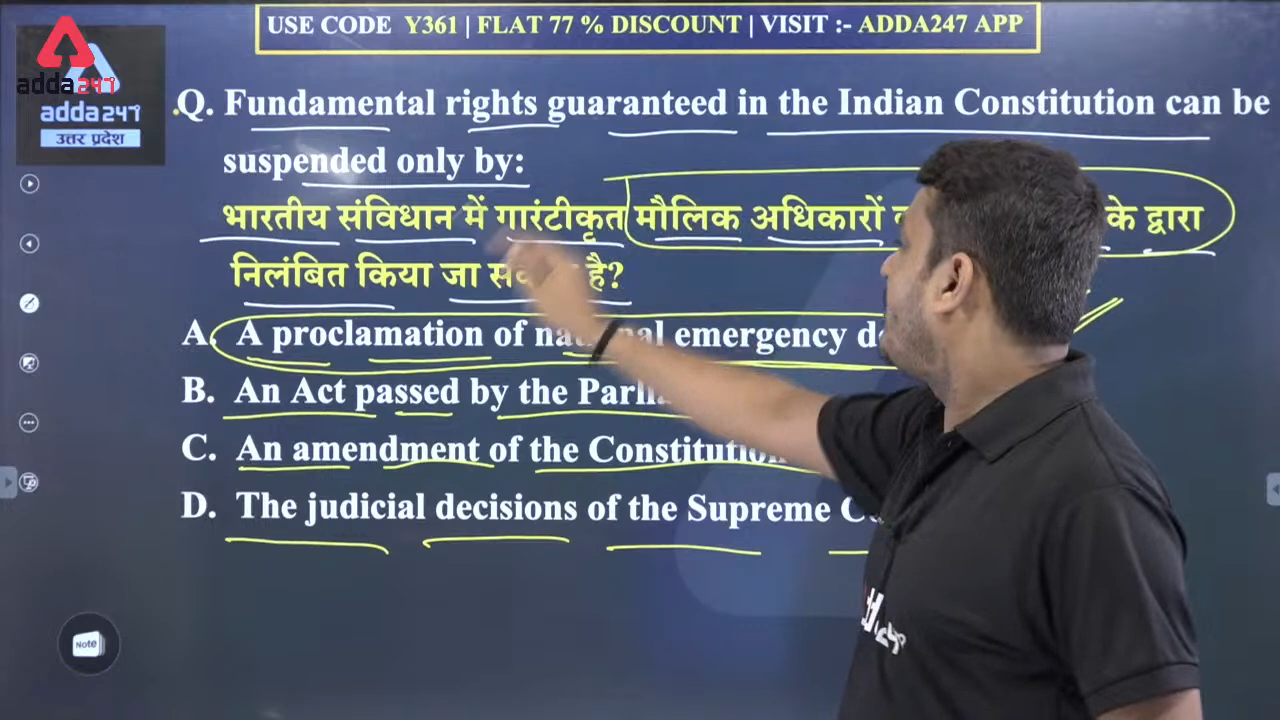 USE CODE Y361 | FLAT 77 % DISCOUNT | VISIT :- ADDA247 APP
adda247
adda247
उत्तर प्रदेश
Q. Fundamental rights guaranteed in the Indian Constitution can be
suspended only by:
भारतीय संविधान में गारंटीकृत मौलिक अधिकारों के द्वारा
निलंबित किया जा है?
A. A proclamation of national emergency
B. An Act passed by the
C. An amendment of the Constitution
D. The judicial decisions of the Supreme
Note